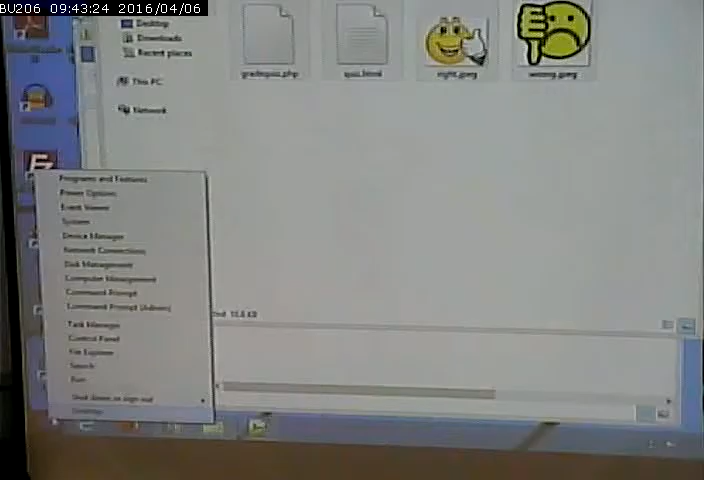 BU206 09:43:24 2016/04/06
Desktop
Downloads
Recent places
This PC
Network
gradequiz.php
quiz.html
right.jpeg
wrong.jpeg
Programs and Features
Power Options
Event Viewer
System
Device Manager
Network Connections
Disk Management
Computer Management
Command Prompt
Command Prompt (Admin)
Task Manager
Control Panel
File Explorer
Search
Run
Shut down or sign out
Desktop